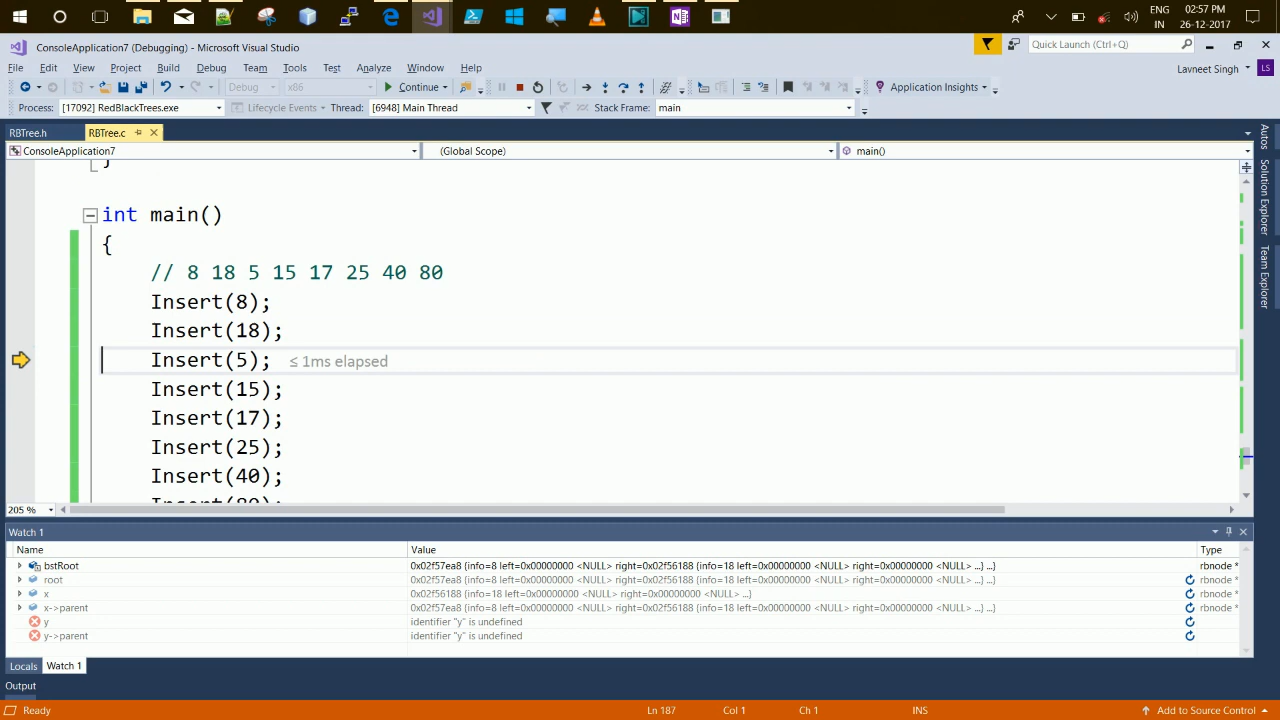 ENG
IN
02:57 PM
26-12-2017
ConsoleApplication7 (Debugging) - Microsoft Visual Studio
Quick Launch (Ctrl+Q)
File Edit View Project Build Debug Team Tools Test Analyze Window Help
Lavneet Singh
LS
Debug x86 Continue Application Insights
Process: [17092] RedBlackTrees.exe Lifecycle Events Thread: [6948] Main Thread Stack Frame: main
RBTree.h RBTree.c
ConsoleApplication7 (Global Scope) main()
}
int main()
{
// 8 18 5 15 17 25 40 80
Insert(8);
Insert(18);
Insert(5); ≤ 1ms elapsed
Insert(15);
Insert(17);
Insert(25);
Insert(40);
Insert(80);
205 %
Autos
Solution Explorer
Team Explorer
Watch 1
Name Value Type
bstRoot 0x02f57ea8 {info=8 left=0x00000000 <NULL> right=0x02f56188 {info=18 left=0x00000000 <NULL> right=0x00000000 <NULL> ...} ...} rbnode *
root 0x02f57ea8 {info=8 left=0x00000000 <NULL> right=0x02f56188 {info=18 left=0x00000000 <NULL> right=0x00000000 <NULL> ...} ...} rbnode *
x 0x02f56188 {info=18 left=0x00000000 <NULL> right=0x00000000 <NULL> ...} rbnode *
x->parent 0x02f57ea8 {info=8 left=0x00000000 <NULL> right=0x02f56188 {info=18 left=0x00000000 <NULL> right=0x00000000 <NULL> ...} ...} rbnode *
y identifier "y" is undefined
y->parent identifier "y" is undefined
Locals Watch 1
Output
Ready Ln 187 Col 1 Ch 1 INS Add to Source Control